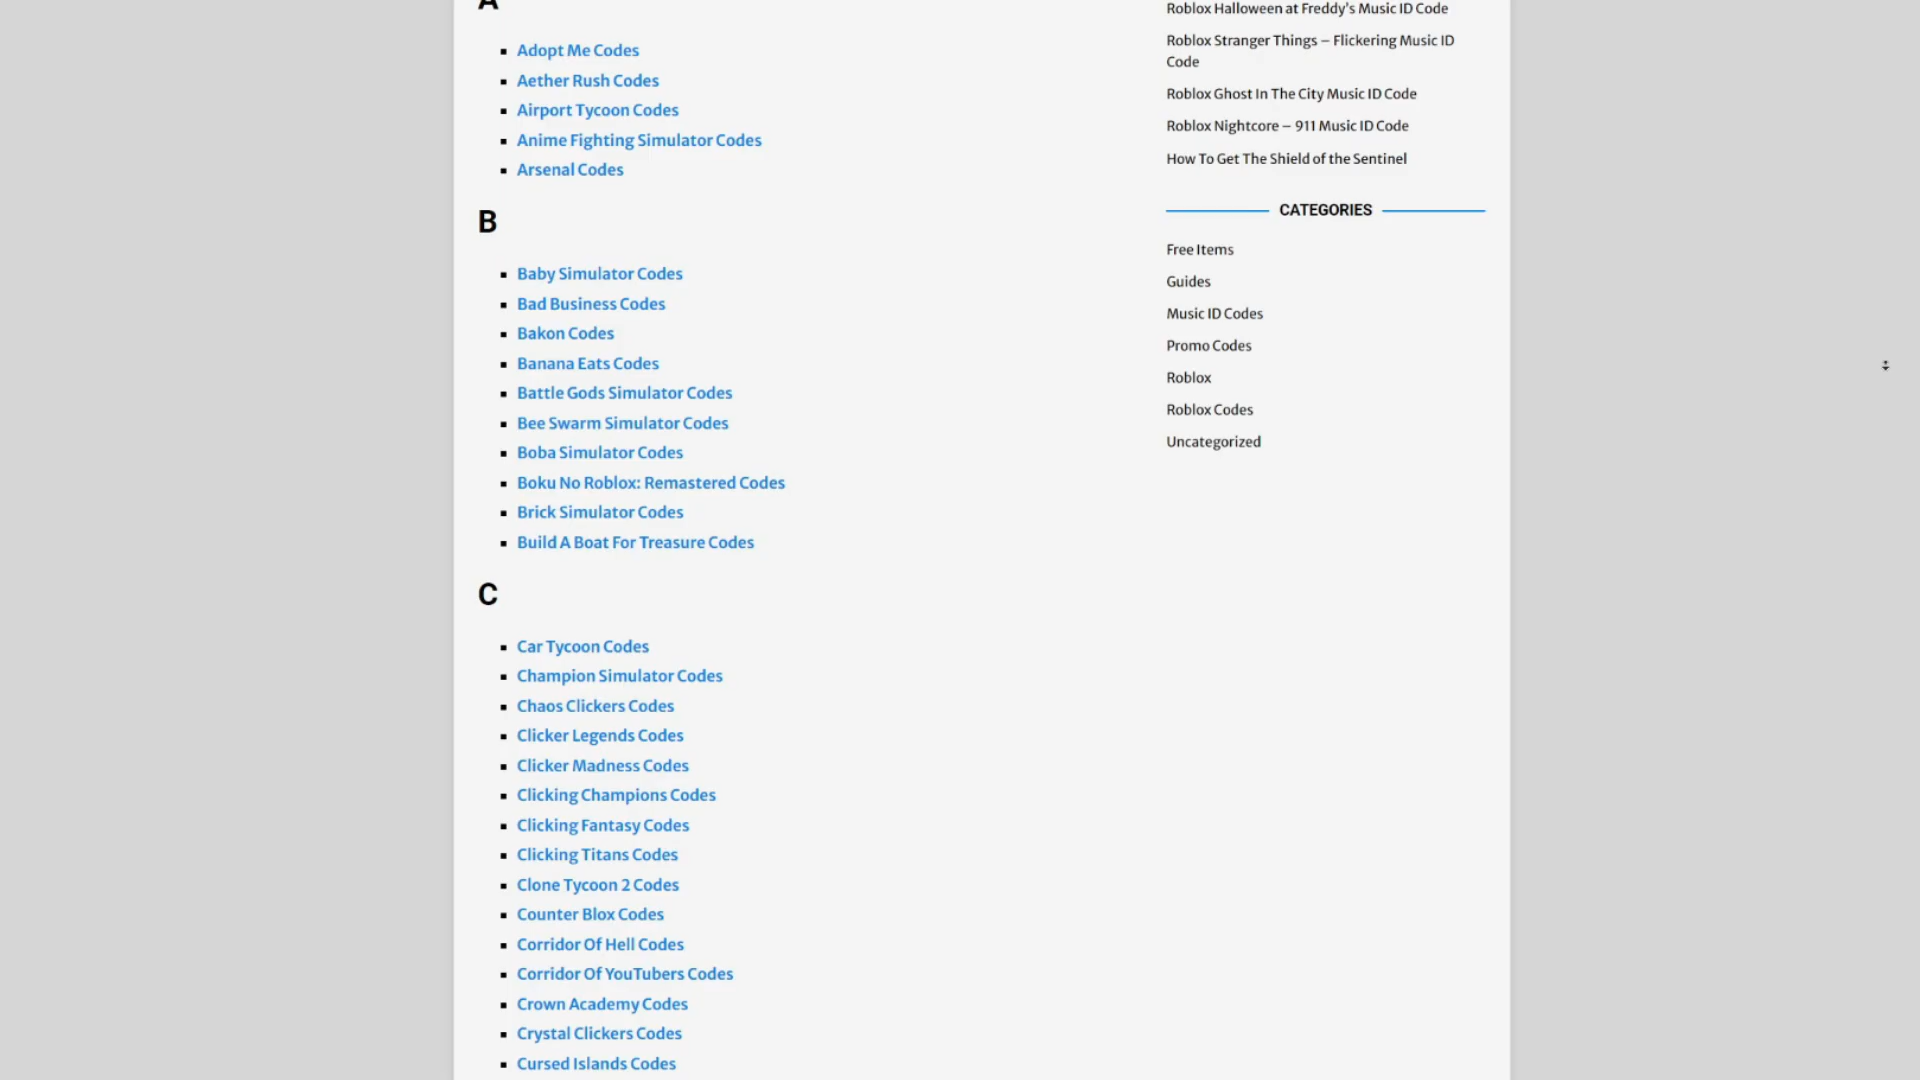 A
Adopt Me Codes
Aether Rush Codes
Airport Tycoon Codes
Anime Fighting Simulator Codes
Arsenal Codes
B
Baby Simulator Codes
Bad Business Codes
Bakon Codes
Banana Eats Codes
Battle Gods Simulator Codes
Bee Swarm Simulator Codes
Boba Simulator Codes
Boku No Roblox: Remastered Codes
Brick Simulator Codes
Build A Boat For Treasure Codes
C
Car Tycoon Codes
Champion Simulator Codes
Chaos Clickers Codes
Clicker Legends Codes
Clicker Madness Codes
Clicking Champions Codes
Clicking Fantasy Codes
Clicking Titans Codes
Clone Tycoon 2 Codes
Counter Blox Codes
Corridor Of Hell Codes
Corridor Of YouTubers Codes
Crown Academy Codes
Crystal Clickers Codes
Cursed Islands Codes
Roblox Halloween at Freddy's Music ID Code
Roblox Stranger Things – Flickering Music ID
Code
Roblox Ghost In The City Music ID Code
Roblox Nightcore – 911 Music ID Code
How To Get The Shield of the Sentinel
CATEGORIES
Free Items
Guides
Music ID Codes
Promo Codes
Roblox
Roblox Codes
Uncategorized